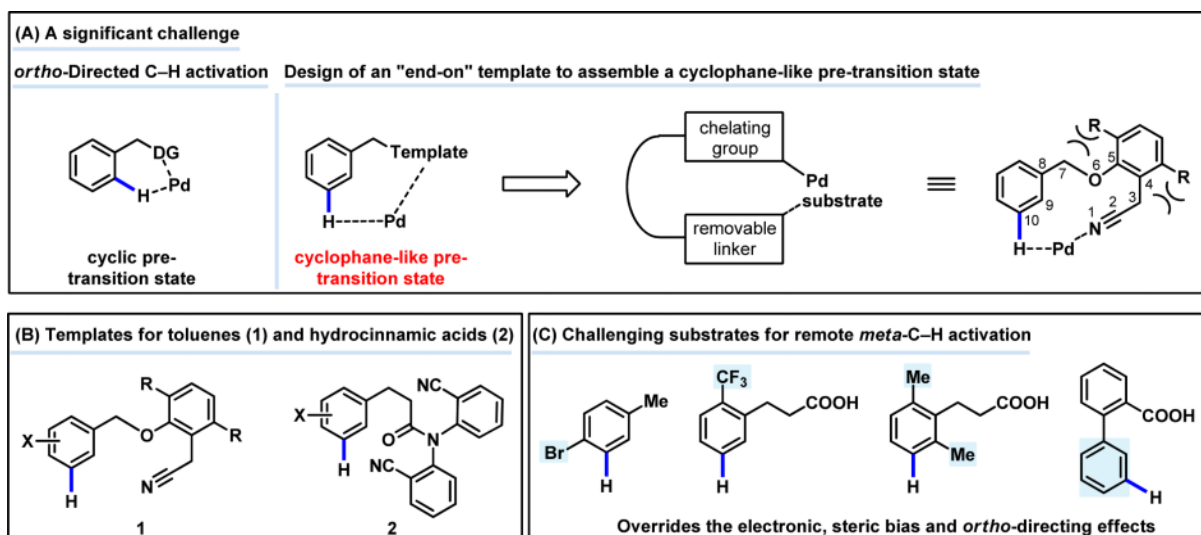 (A) A significant challenge
ortho-Directed C–H activation
Design of an "end-on" template to assemble a cyclophane-like pre-transition state
DG
H
Pd
cyclic pre-
transition state
Template
H
Pd
cyclophane-like pre-
transition state
chelating
group
Pd
substrate
removable
linker
R
R
8
7
6
5
4
3
2
1
9
10
O
N
H
Pd
(B) Templates for toluenes (1) and hydrocinnamic acids (2)
R
X
O
R
H
N
1
X
NC
O
N
H
NC
2
(C) Challenging substrates for remote meta-C–H activation
Me
Br
H
CF3
COOH
H
Me
COOH
Me
H
COOH
H
Overrides the electronic, steric bias and ortho-directing effects